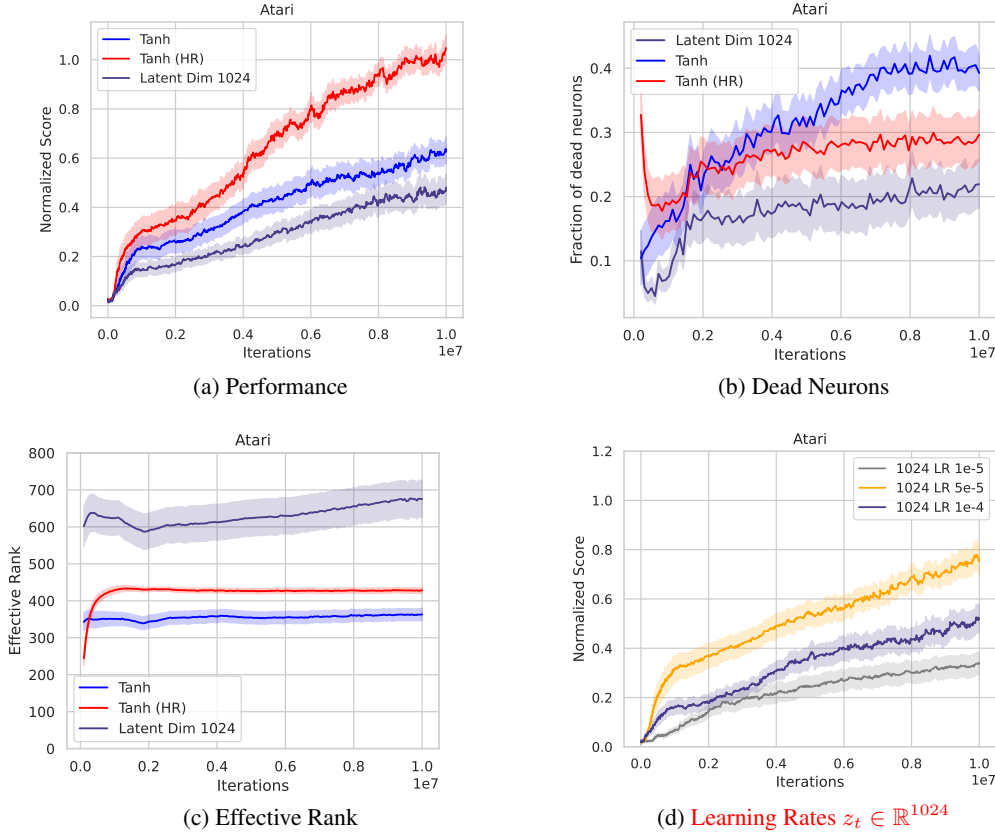 Atari
Tanh
Tanh (HR)
Latent Dim 1024
Normalized Score
1.0
0.8
0.6
0.4
0.2
0.0
0.0 0.2 0.4 0.6 0.8 1.0
Iterations
1e7
(a) Performance
Atari
Latent Dim 1024
Tanh
Tanh (HR)
Fraction of dead neurons
0.4
0.3
0.2
0.1
0.0 0.2 0.4 0.6 0.8 1.0
Iterations
1e7
(b) Dead Neurons
Atari
Effective Rank
800
700
600
500
400
300
200
100
0
Tanh
Tanh (HR)
Latent Dim 1024
0.0 0.2 0.4 0.6 0.8 1.0
Iterations
1e7
(c) Effective Rank
Atari
1024 LR 1e-5
1024 LR 5e-5
1024 LR 1e-4
Normalized Score
1.2
1.0
0.8
0.6
0.4
0.2
0.0
0.0 0.2 0.4 0.6 0.8 1.0
Iterations
1e7
(d) Learning Rates $z_t \in \mathbb{R}^{1024}$